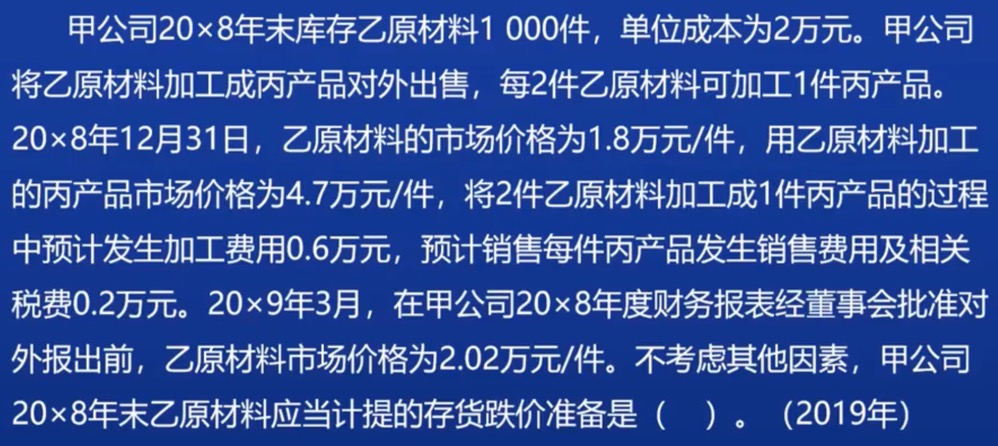 甲公司20×8年末库存乙原材料1 000件，单位成本为2万元。甲公司
将乙原材料加工成丙产品对外出售，每2件乙原材料可加工1件丙产品。
20×8年12月31日，乙原材料的市场价格为1.8万元/件，用乙原材料加工
的丙产品市场价格为4.7万元/件，将2件乙原材料加工成1件丙产品的过程
中预计发生加工费用0.6万元，预计销售每件丙产品发生销售费用及相关
税费0.2万元。20×9年3月，在甲公司20×8年度财务报表经董事会批准对
外报出前，乙原材料市场价格为2.02万元/件。不考虑其他因素，甲公司
20×8年末乙原材料应当计提的存货跌价准备是（　）。（2019年）